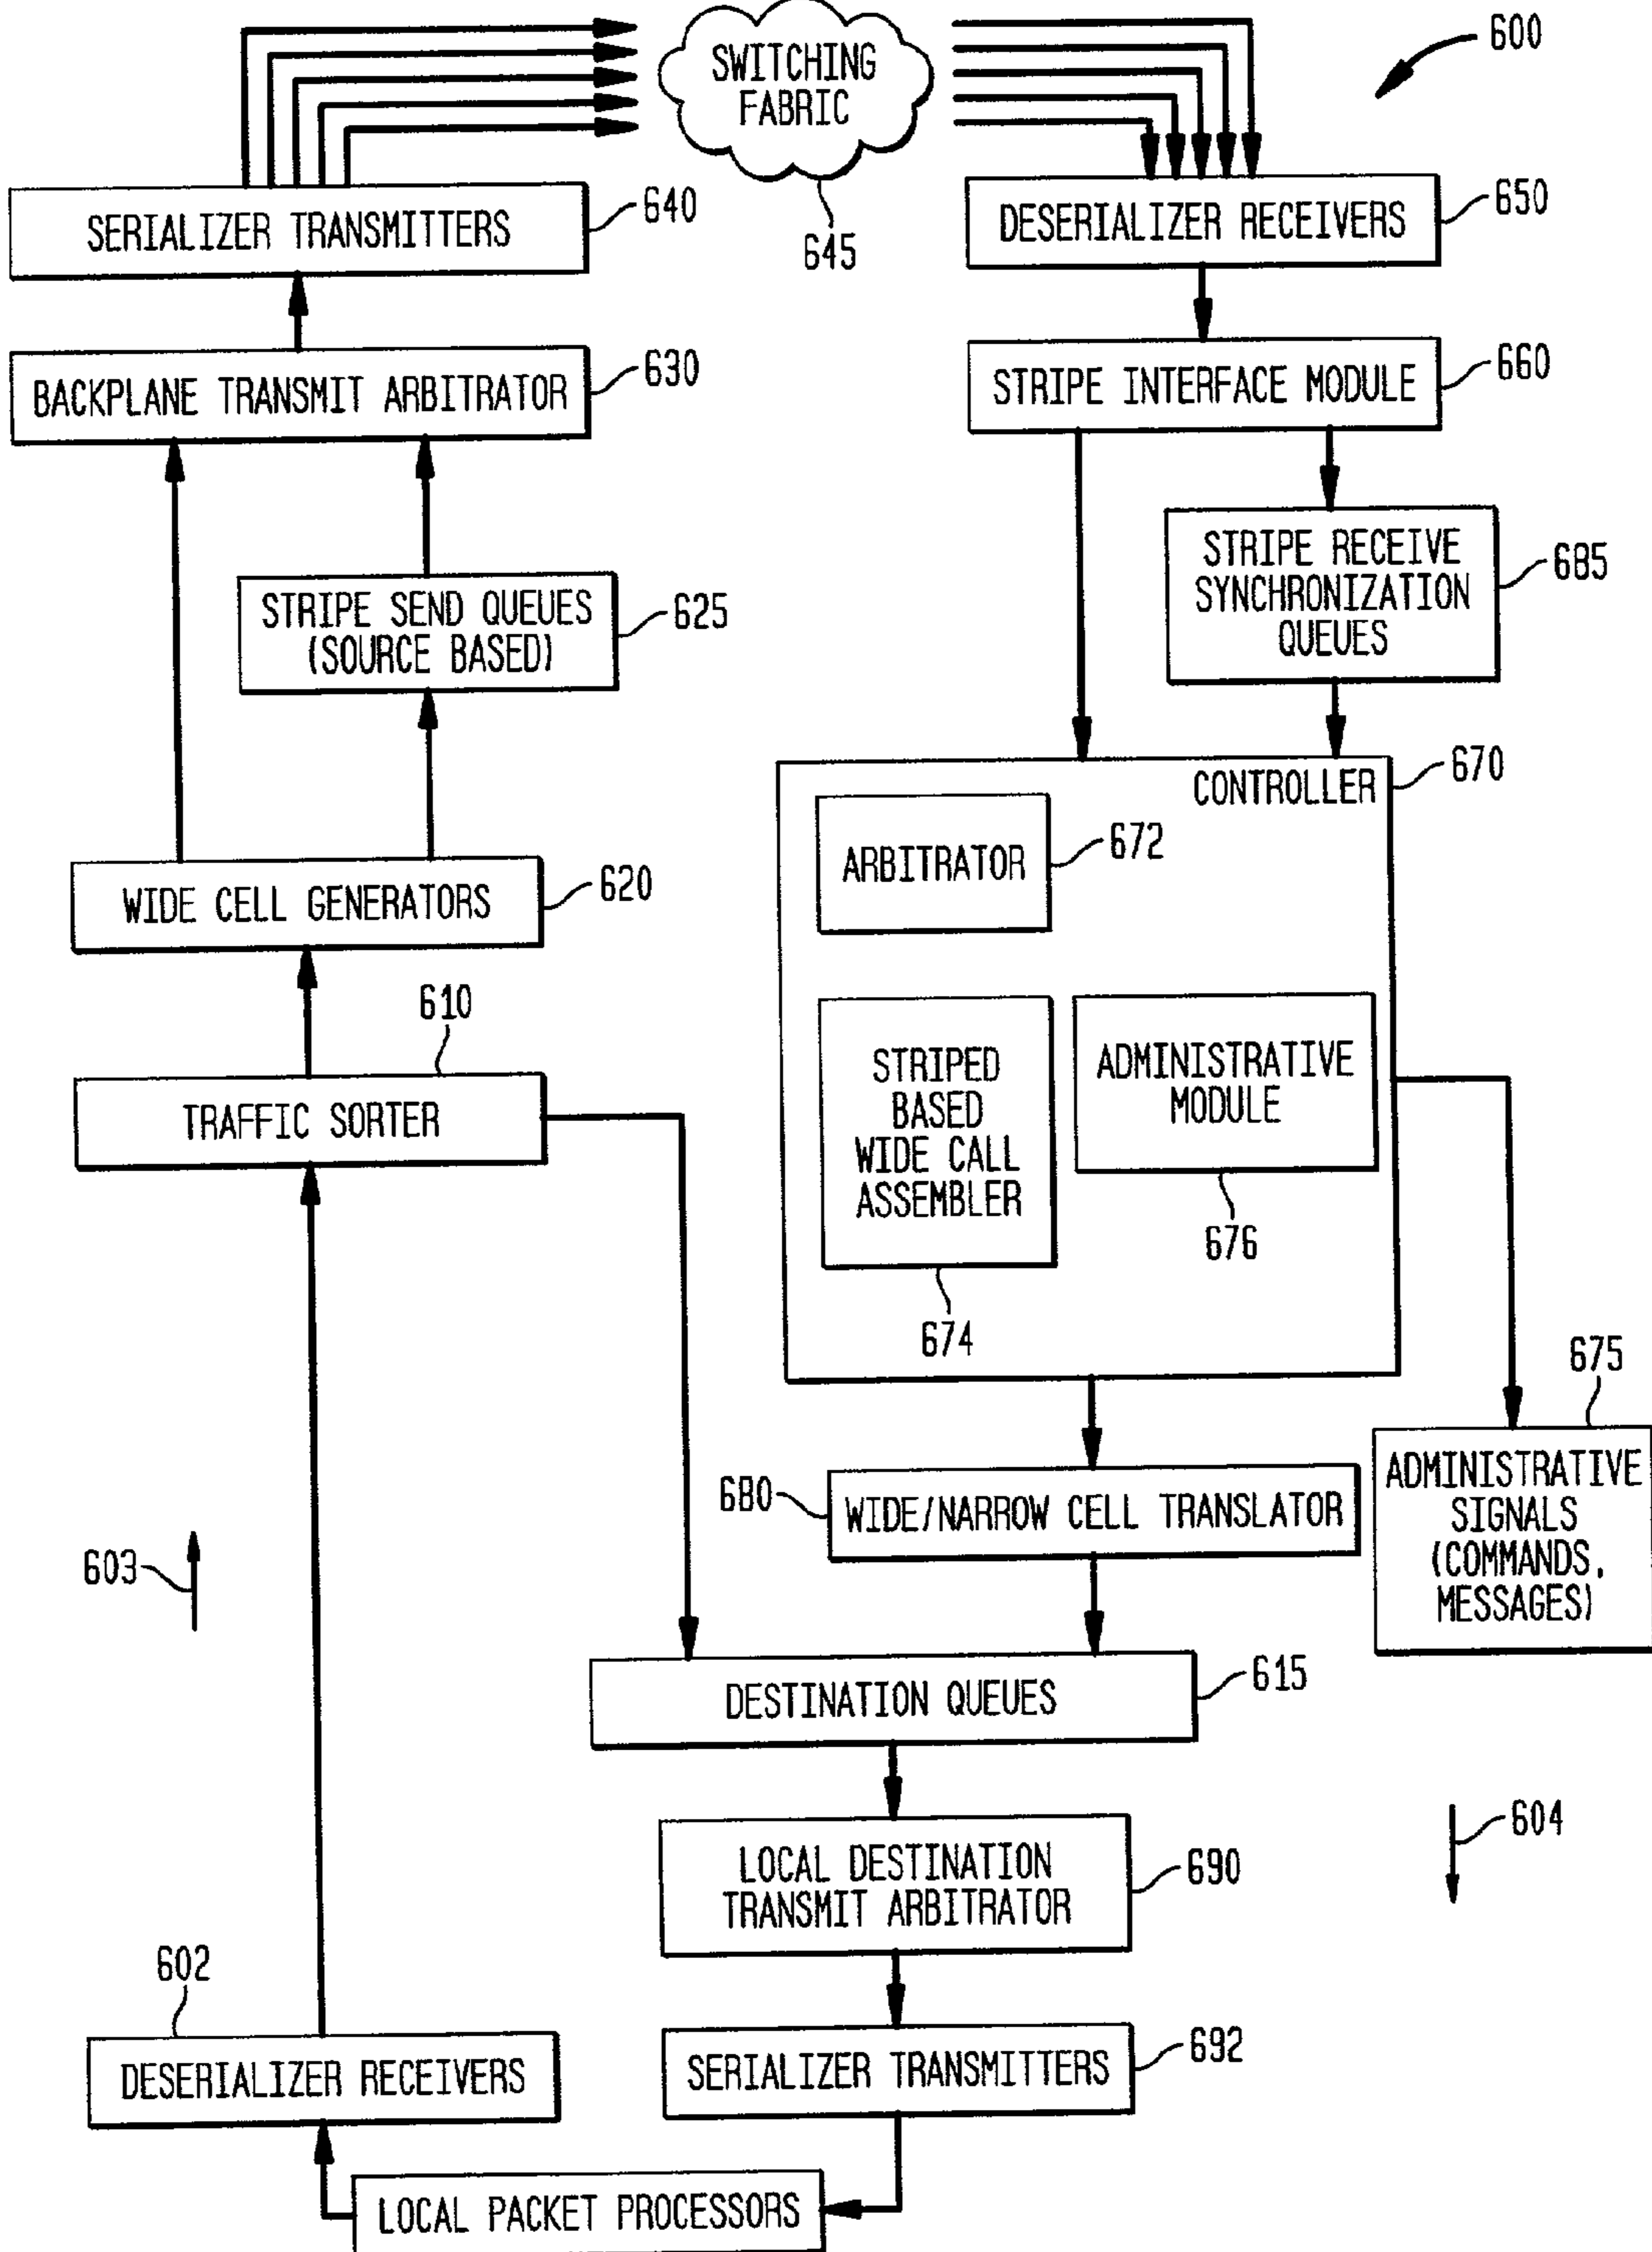 SWITCHING
FABRIC
600
645
SERIALIZER TRANSMITTERS
640
DESERIALIZER RECEIVERS
650
BACKPLANE TRANSMIT ARBITRATOR
630
STRIPE INTERFACE MODULE
660
STRIPE SEND QUEUES
(SOURCE BASED)
625
STRIPE RECEIVE
SYNCHRONIZATION
QUEUES
685
CONTROLLER
670
ARBITRATOR
672
WIDE CELL GENERATORS
620
610
TRAFFIC SORTER
STRIPED
BASED
WIDE CALL
ASSEMBLER
674
ADMINISTRATIVE
MODULE
676
675
ADMINISTRATIVE
SIGNALS
(COMMANDS,
MESSAGES)
680
WIDE/NARROW CELL TRANSLATOR
603
DESTINATION QUEUES
615
604
LOCAL DESTINATION
TRANSMIT ARBITRATOR
690
602
DESERIALIZER RECEIVERS
SERIALIZER TRANSMITTERS
692
LOCAL PACKET PROCESSORS